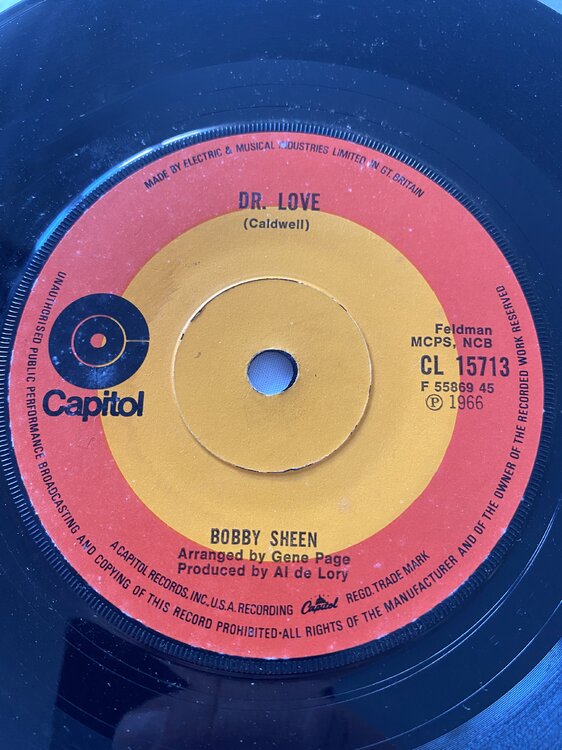 MADE BY ELECTRIC & MUSICAL INDUSTRIES LIMITED IN GT. BRITAIN
DR. LOVE
(Caldwell)
Capitol
Feldman
MCPS, NCB
CL 15713
F 55869 45
Ⓟ 1966
BOBBY SHEEN
Arranged by Gene Page
Produced by Al de Lory
A CAPITOL RECORDS, INC., U.S.A. RECORDING Capitol REGD. TRADE MARK
UNAUTHORISED PUBLIC PERFORMANCE BROADCASTING AND COPYING OF THIS RECORD PROHIBITED·ALL RIGHTS OF THE MANUFACTURER AND OF THE OWNER OF THE RECORDED WORK RESERVED